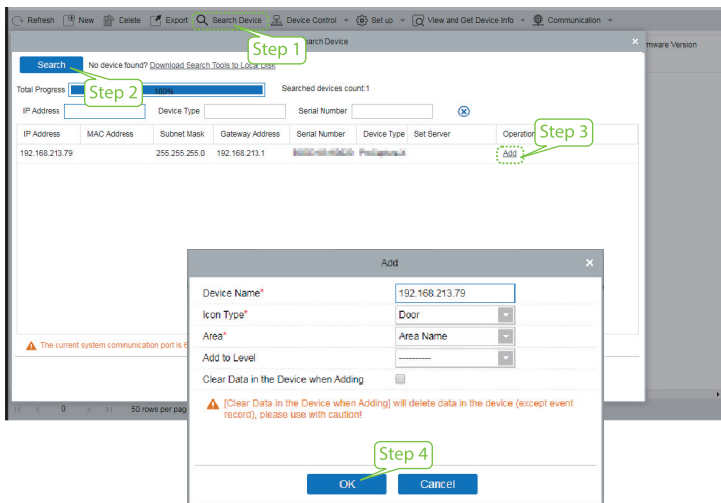 Refresh New Delete Export Search Device Device Control Set up View and Get Device Info Communication
Search Device ×
Step 1
mware Version
Search No device found? Download Search Tools to Local Disk
Step 2
Total Progress 100% Searched devices count:1
IP Address Device Type Serial Number
IP Address MAC Address Subnet Mask Gateway Address Serial Number Device Type Set Server Operation
Step 3
192.168.213.79 255.255.255.0 192.168.213.1 Add
Add ×
Device Name* 192.168.213.79
Icon Type* Door
Area* Area Name
Add to Level ----------
The current system communication port is 6
Clear Data in the Device when Adding
[Clear Data in the Device when Adding] will delete data in the device (except event
record), please use with caution!
|< < 0 > >| 50 rows per pag
Step 4
OK Cancel